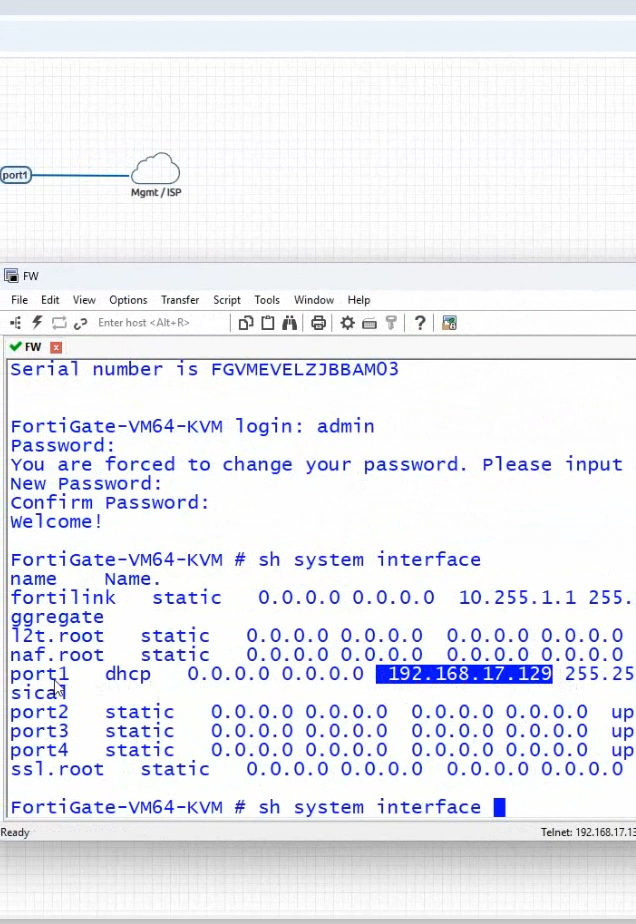 port1
Mgmt / ISP
FW
File Edit View Options Transfer Script Tools Window Help
Enter host <Alt+R>
FW
Serial number is FGVMEVELZJBBAM03
FortiGate-VM64-KVM login: admin
Password:
You are forced to change your password. Please input
New Password:
Confirm Password:
Welcome!
FortiGate-VM64-KVM # sh system interface
name Name.
fortilink static 0.0.0.0 0.0.0.0 10.255.1.1 255.
ggregate
l2t.root static 0.0.0.0 0.0.0.0 0.0.0.0 0.0.0.0
naf.root static 0.0.0.0 0.0.0.0 0.0.0.0 0.0.0.0
port1 dhcp 0.0.0.0 0.0.0.0 192.168.17.129 255.25
sical
port2 static 0.0.0.0 0.0.0.0 0.0.0.0 0.0.0.0 up
port3 static 0.0.0.0 0.0.0.0 0.0.0.0 0.0.0.0 up
port4 static 0.0.0.0 0.0.0.0 0.0.0.0 0.0.0.0 up
ssl.root static 0.0.0.0 0.0.0.0 0.0.0.0 0.0.0.0
FortiGate-VM64-KVM # sh system interface
Ready Telnet: 192.168.17.13